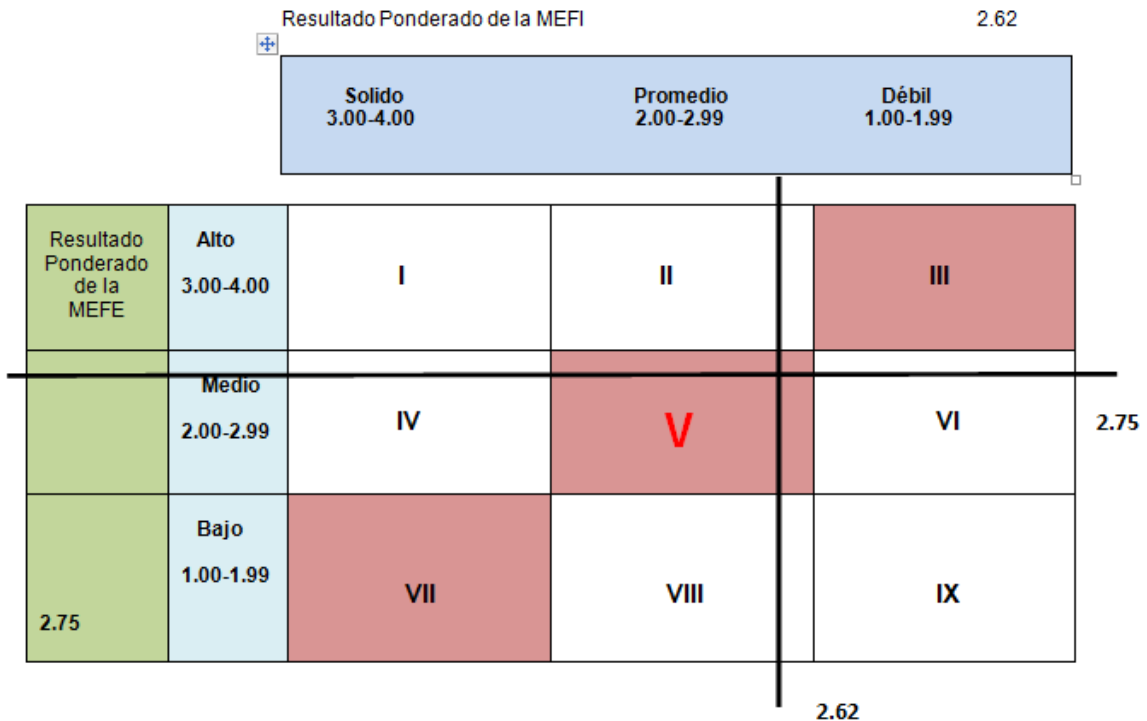 Resultado Ponderado de la MEFI 2.62
Solido Promedio Débil
3.00-4.00 2.00-2.99 1.00-1.99
Resultado
Ponderado
de la
MEFE
Alto
3.00-4.00
I II III
Medio
2.00-2.99
IV V VI
2.75
Bajo
1.00-1.99
VII VIII IX
2.75
2.62